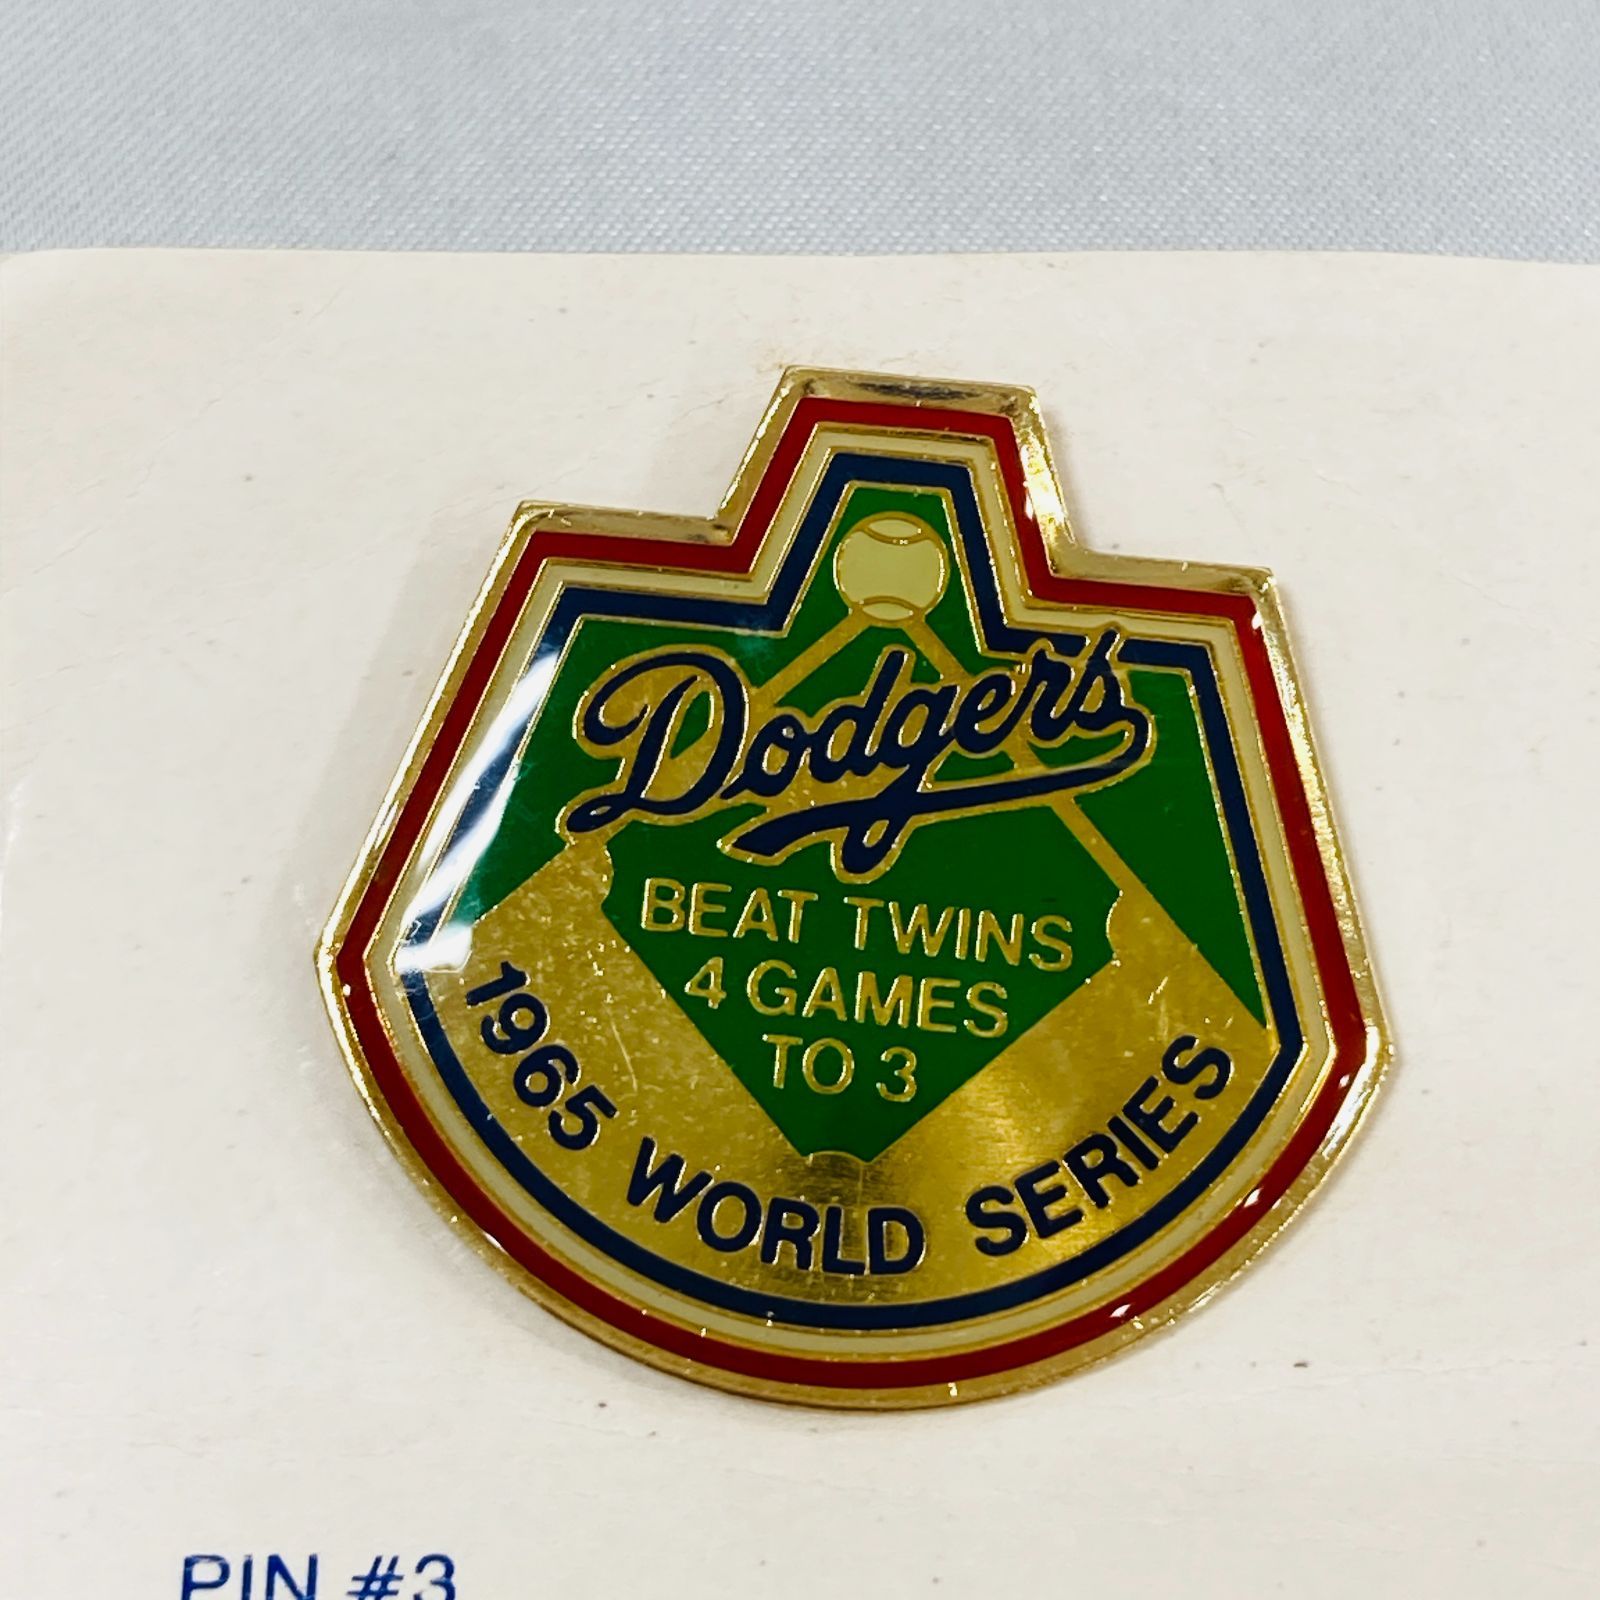 Dodgers
BEAT TWINS
4 GAMES
TO 3
1965 WORLD SERIES
PIN #3